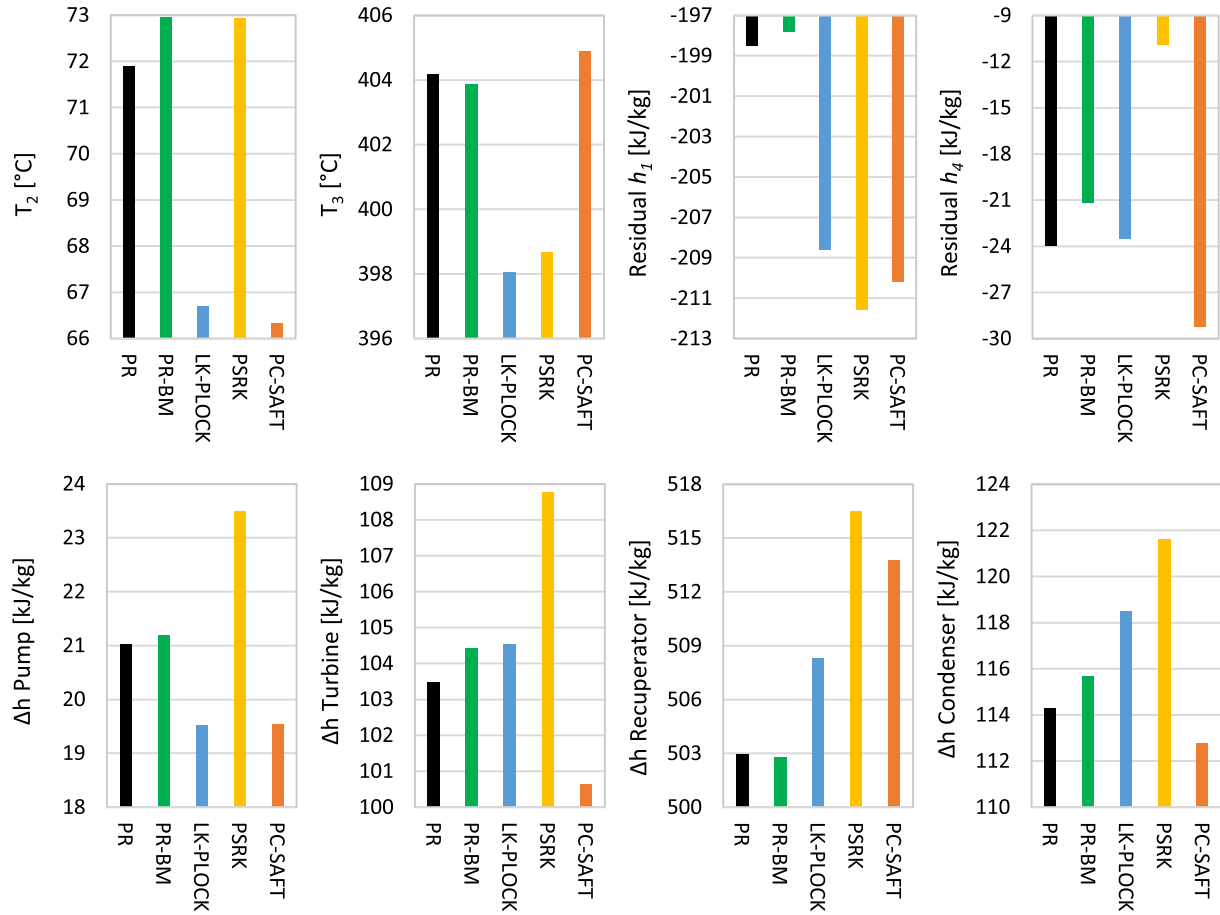 T2 [°C]
73
72
71
70
69
68
67
66
PR
PR-BM
LK-PLOCK
PSRK
PC-SAFT
T3 [°C]
406
404
402
400
398
396
PR
PR-BM
LK-PLOCK
PSRK
PC-SAFT
Residual h1 [kJ/kg]
-197
-199
-201
-203
-205
-207
-209
-211
-213
PR
PR-BM
LK-PLOCK
PSRK
PC-SAFT
Residual h4 [kJ/kg]
-9
-12
-15
-18
-21
-24
-27
-30
PR
PR-BM
LK-PLOCK
PSRK
PC-SAFT
Δh Pump [kJ/kg]
24
23
22
21
20
19
18
PR
PR-BM
LK-PLOCK
PSRK
PC-SAFT
Δh Turbine [kJ/kg]
109
108
107
106
105
104
103
102
101
100
PR
PR-BM
LK-PLOCK
PSRK
PC-SAFT
Δh Recuperator [kJ/kg]
518
515
512
509
506
503
500
PR
PR-BM
LK-PLOCK
PSRK
PC-SAFT
Δh Condenser [kJ/kg]
124
122
120
118
116
114
112
110
PR
PR-BM
LK-PLOCK
PSRK
PC-SAFT